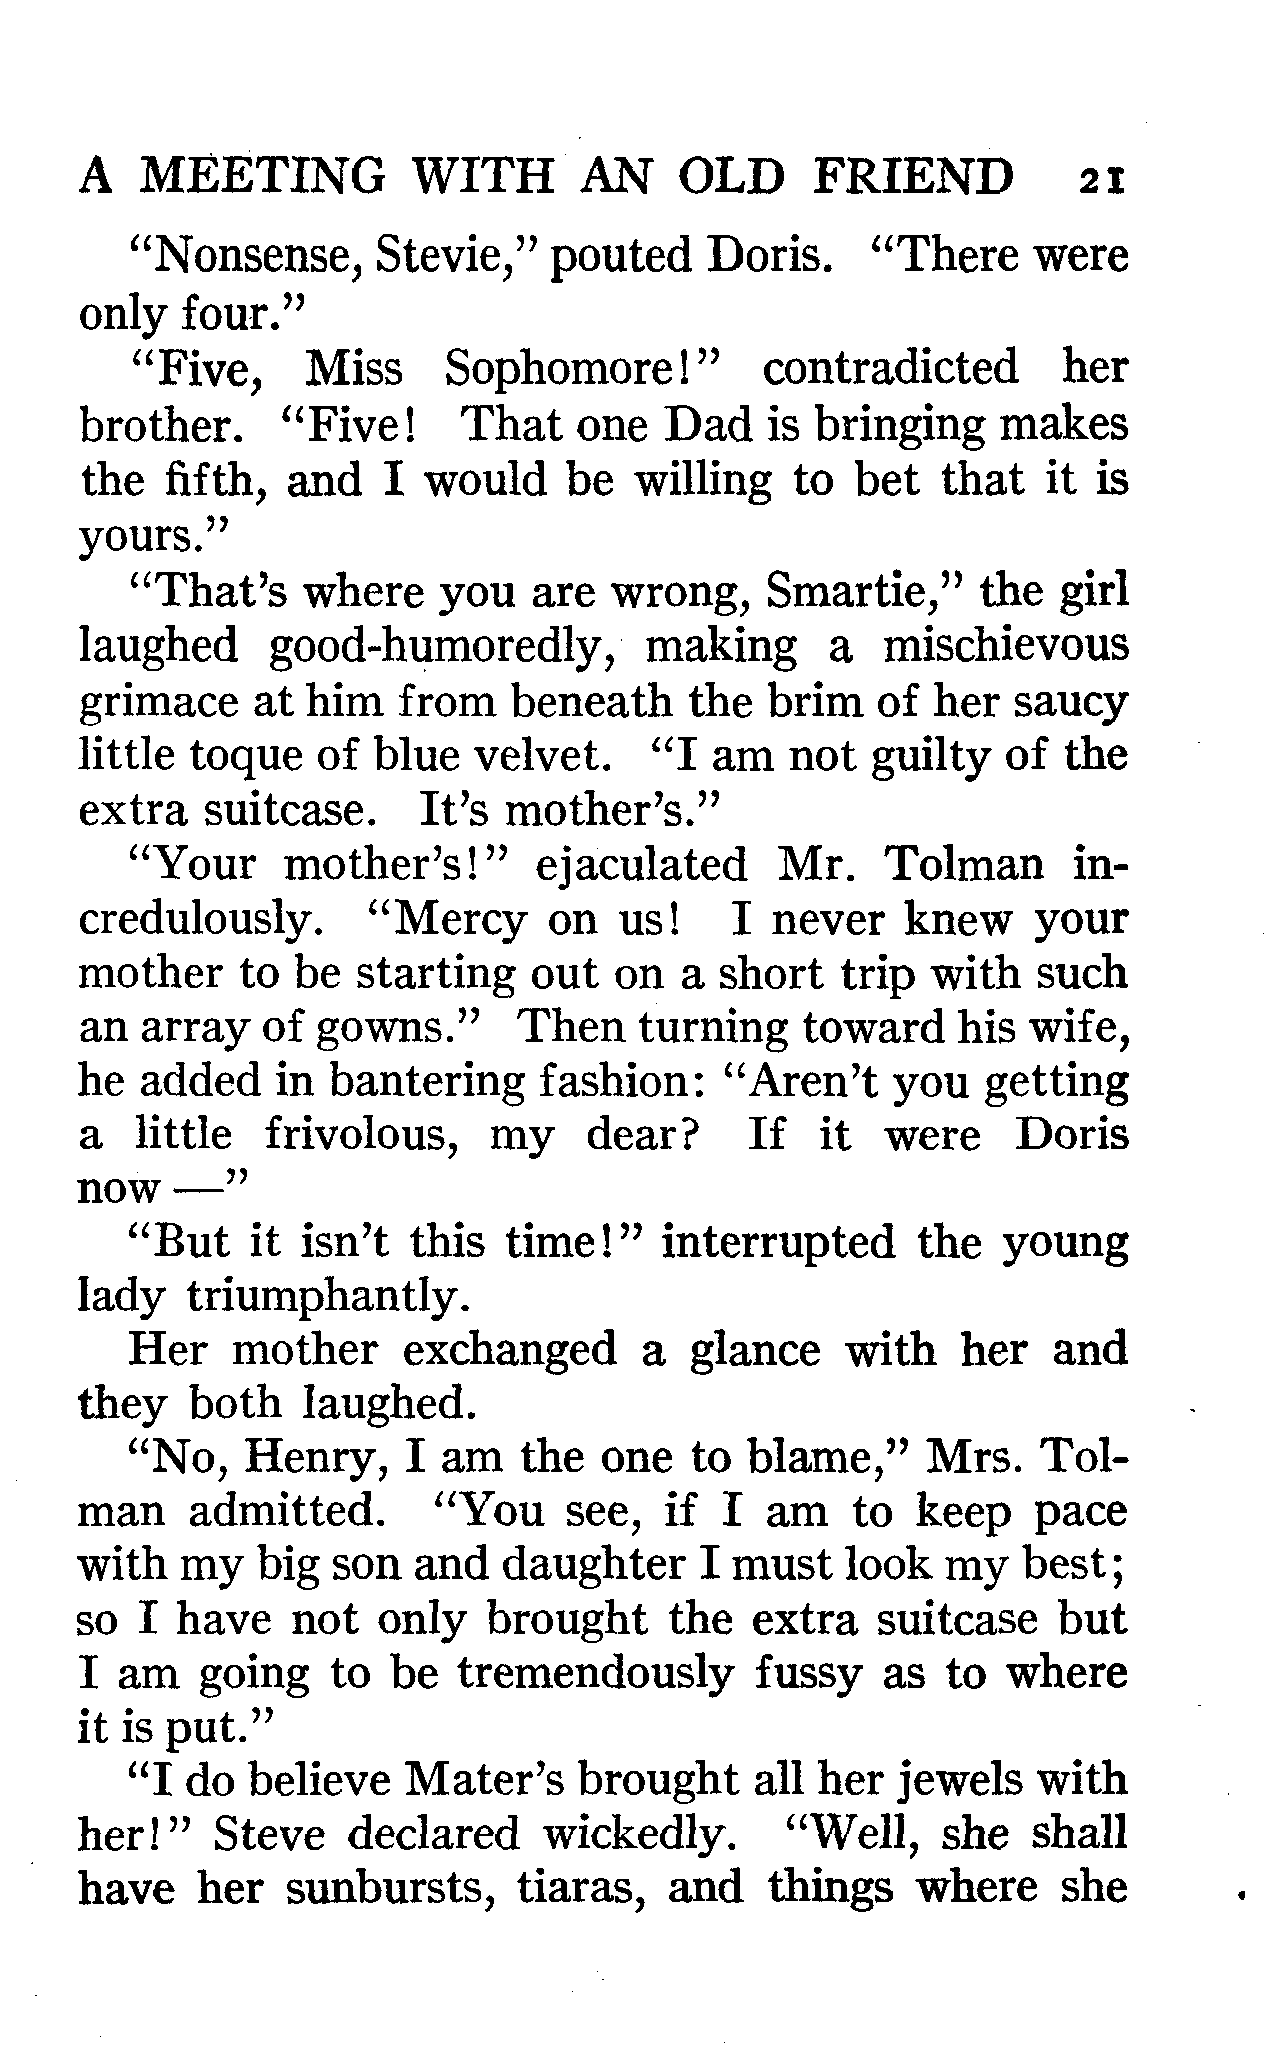 A MEETING WITH AN OLD FRIEND 21
“Nonsense, Stevie,” pouted Doris. “There were
only four.”
“Five, Miss Sophomore!” contradicted her
brother. “Five! That one Dad is bringing makes
the fifth, and I would be willing to bet that it is
yours.”
“That’s where you are wrong, Smartie,” the girl
laughed good-humoredly, making a mischievous
grimace at him from beneath the brim of her saucy
little toque of blue velvet. “I am not guilty of the
extra suitcase. It’s mother’s.”
“Your mother’s!” ejaculated Mr. Tolman in-
credulously. “Mercy on us! I never knew your
mother to be starting out on a short trip with such
an array of gowns.” Then turning toward his wife,
he added in bantering fashion: “Aren’t you getting
a little frivolous, my dear? If it were Doris
now —”
“But it isn’t this time!” interrupted the young
lady triumphantly.
Her mother exchanged a glance with her and
they both laughed.
“No, Henry, I am the one to blame,” Mrs. Tol-
man admitted. “You see, if I am to keep pace
with my big son and daughter I must look my best;
so I have not only brought the extra suitcase but
I am going to be tremendously fussy as to where
it is put.”
“I do believe Mater’s brought all her jewels with
her!” Steve declared wickedly. “Well, she shall
have her sunbursts, tiaras, and things where she